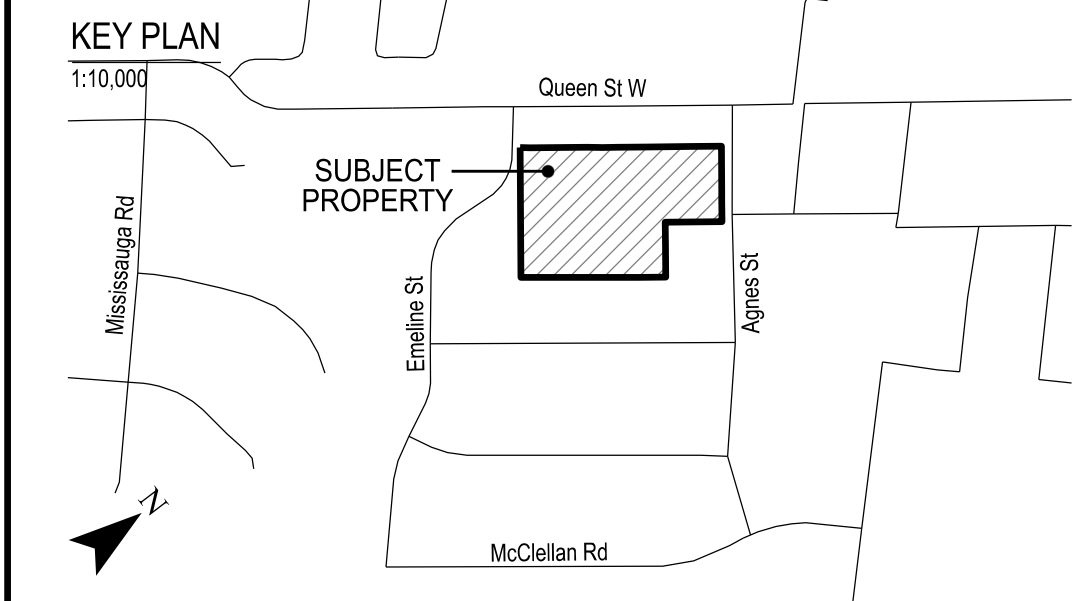 KEY PLAN
1:10,000
Queen St W
SUBJECT
PROPERTY
Mississauga Rd
Emeline St
Agnes St
N
McClellan Rd